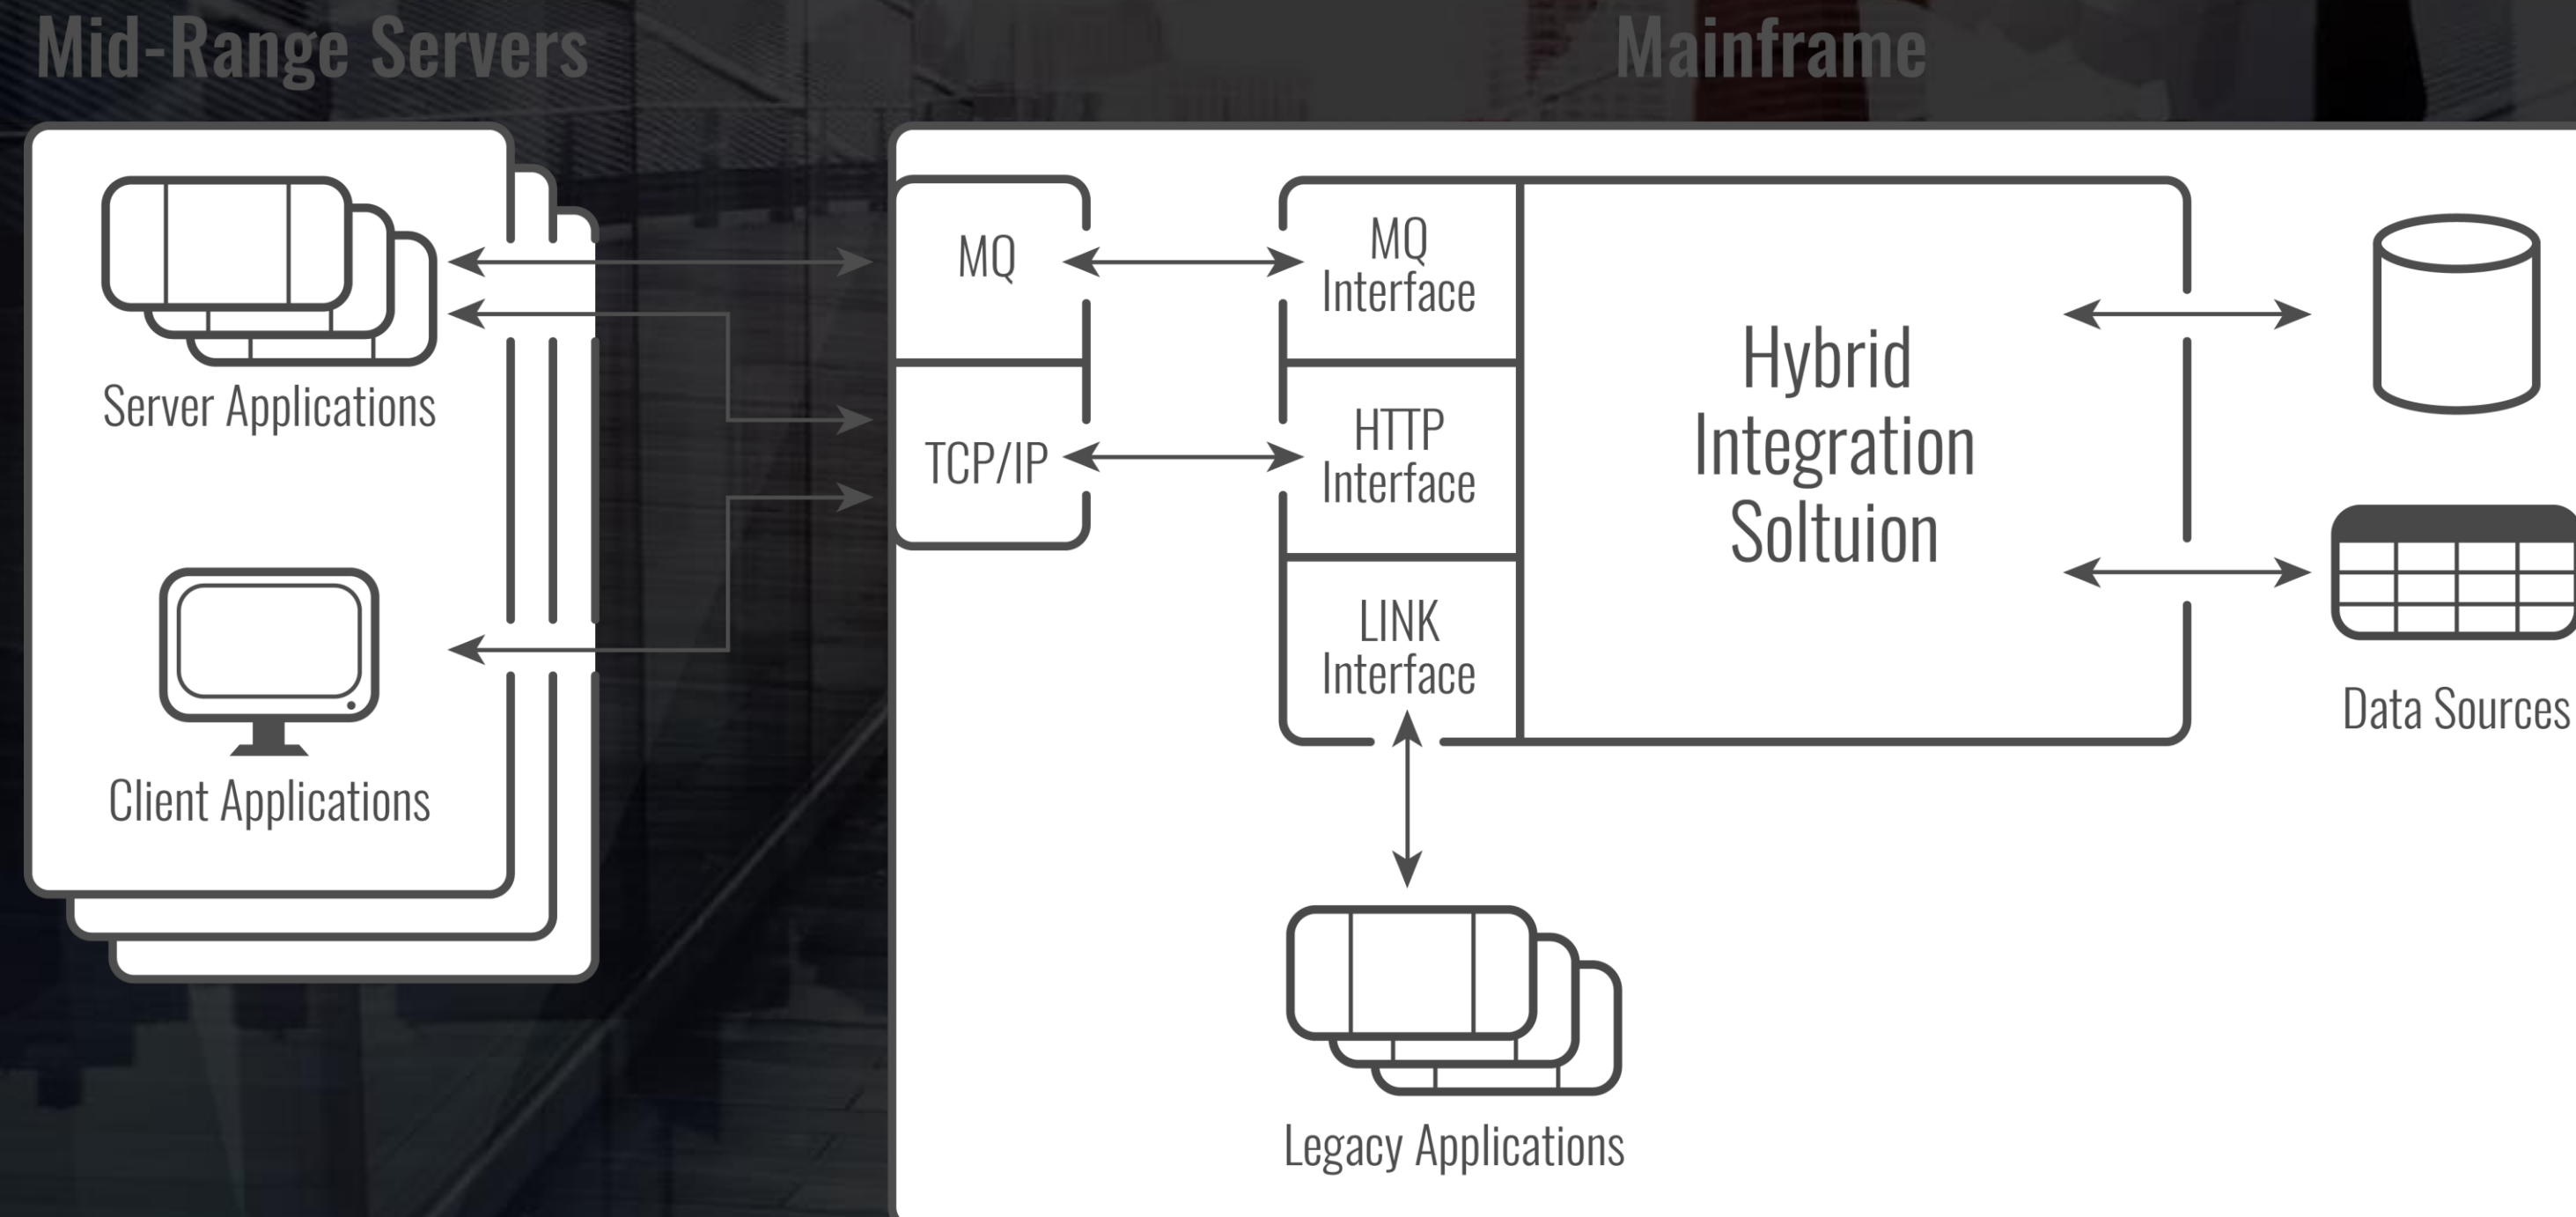 Mid-Range Servers
Mainframe
Server Applications
Client Applications
MQ
TCP/IP
MQ
Interface
HTTP
Interface
LINK
Interface
Hybrid
Integration
Soltuion
Data Sources
Legacy Applications